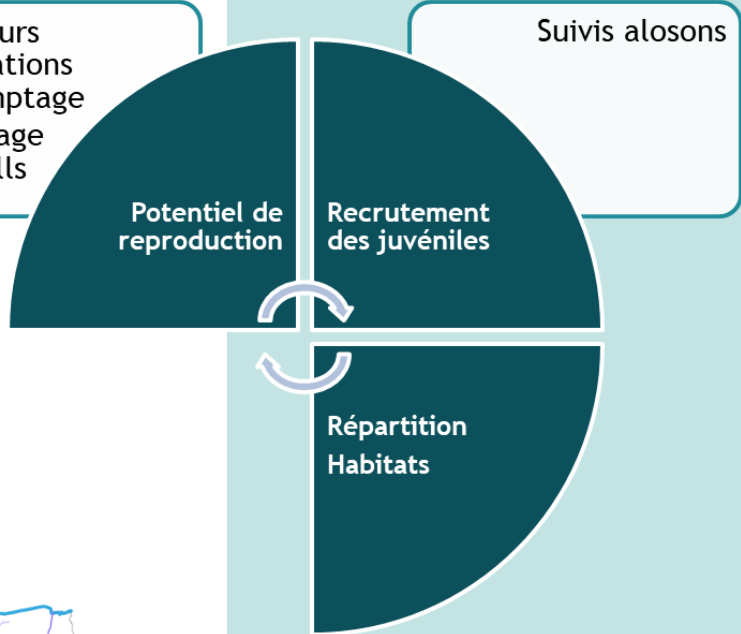 Suivis alosons
Potentiel de
reproduction
Recrutement
des juvéniles
Répartition
Habitats